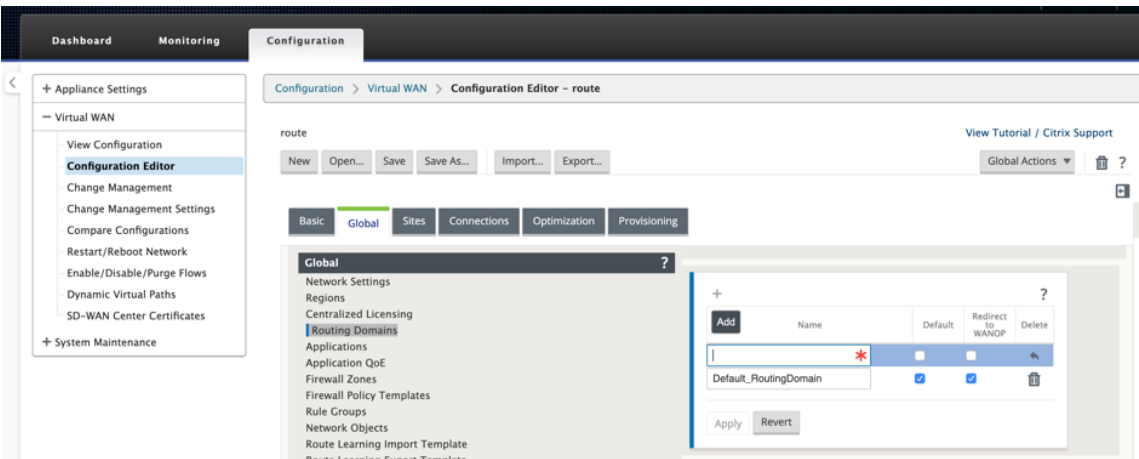 Dashboard Monitoring Configuration
+ Appliance Settings
− Virtual WAN
View Configuration
Configuration Editor
Change Management
Change Management Settings
Compare Configurations
Restart/Reboot Network
Enable/Disable/Purge Flows
Dynamic Virtual Paths
SD-WAN Center Certificates
+ System Maintenance
Configuration > Virtual WAN > Configuration Editor - route
route
View Tutorial / Citrix Support
New Open... Save Save As... Import... Export... Global Actions ?
Basic Global Sites Connections Optimization Provisioning
Global ?
Network Settings
Regions
Centralized Licensing
Routing Domains
Applications
Application QoE
Firewall Zones
Firewall Policy Templates
Rule Groups
Network Objects
Route Learning Import Template
Route Learning Export Template
+ ?
Add Name Default Redirect to WANOP Delete
*
Default_RoutingDomain
Apply Revert